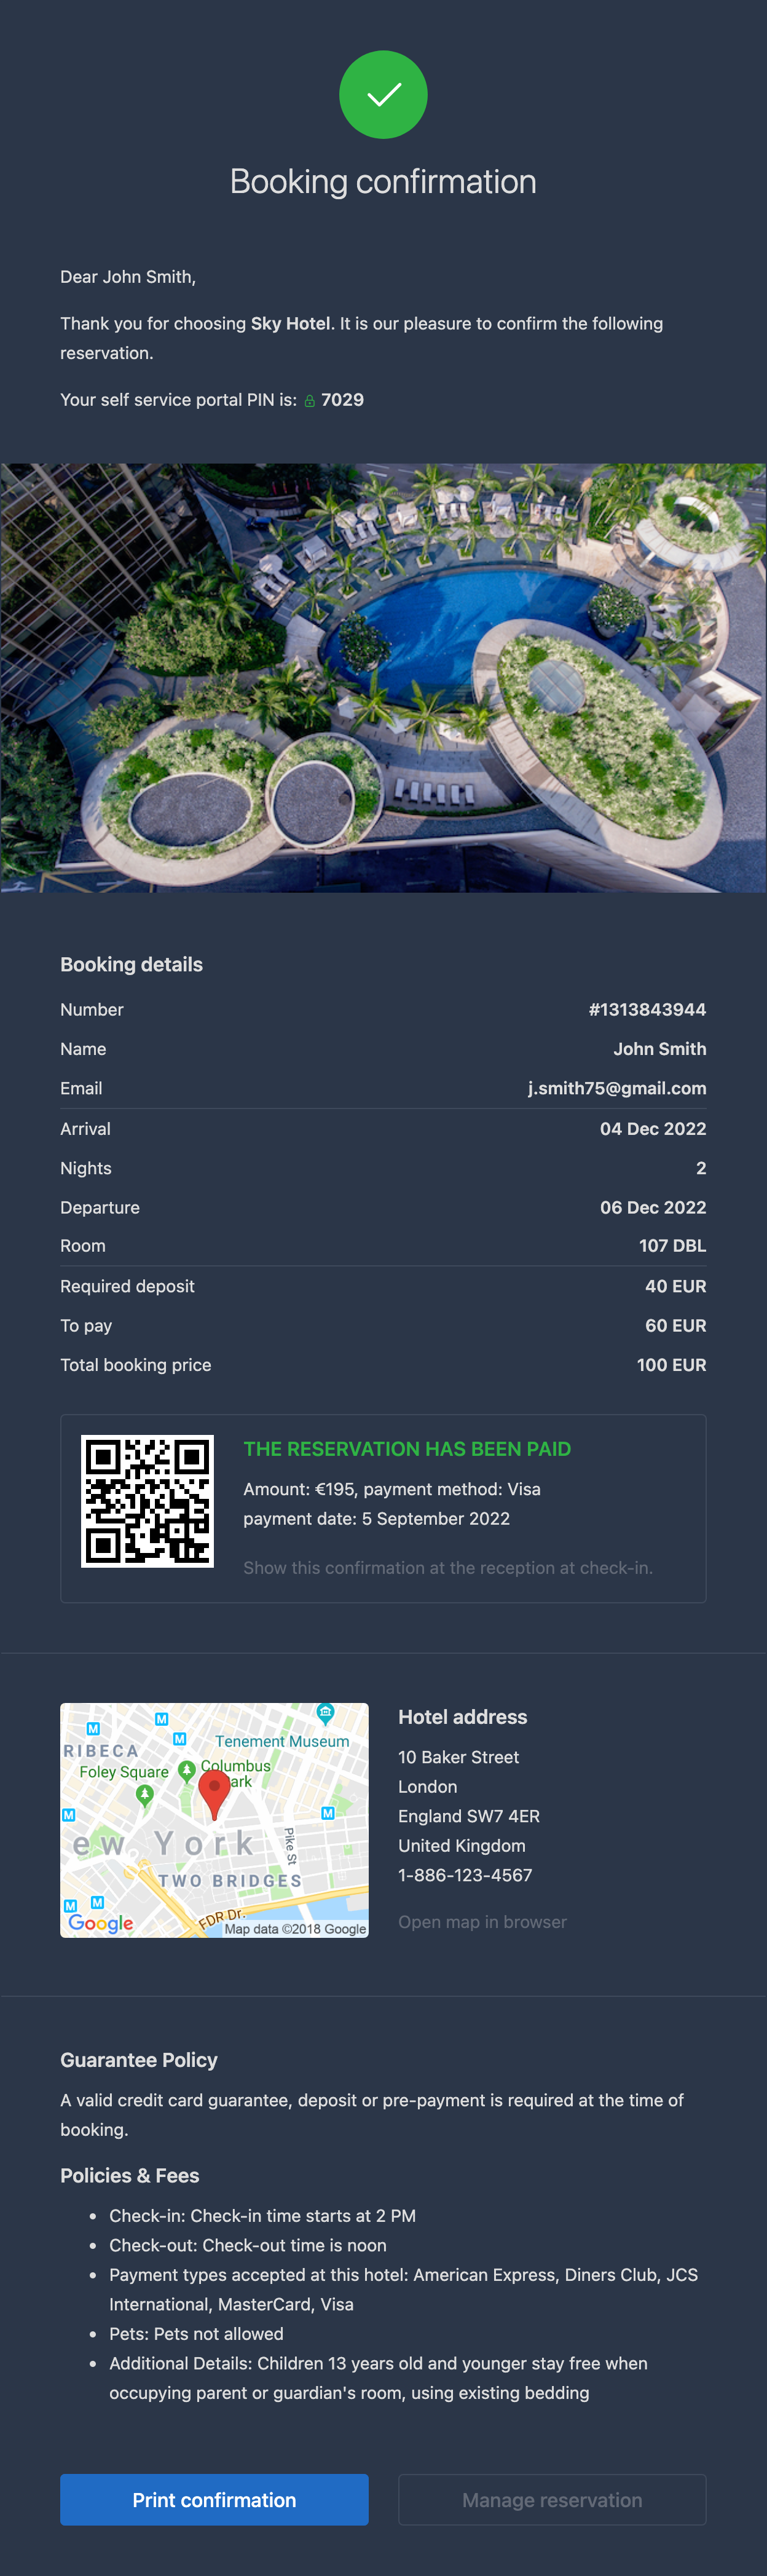 Booking confirmation
Dear John Smith,
Thank you for choosing Sky Hotel. It is our pleasure to confirm the following
reservation.
Your self service portal PIN is: 7029
Booking details
Number #1313843944
Name John Smith
Email j.smith75@gmail.com
Arrival 04 Dec 2022
Nights 2
Departure 06 Dec 2022
Room 107 DBL
Required deposit 40 EUR
To pay 60 EUR
Total booking price 100 EUR
THE RESERVATION HAS BEEN PAID
Amount: €195, payment method: Visa
payment date: 5 September 2022
Show this confirmation at the reception at check-in.
M
M
M
Tenement Museum
RIBECA
Foley Square
Columbus
ark
M
M
ew York
Pike St
TWO BRIDGES
M
M
Google
FDR Dr.
Map data ©2018 Google
Hotel address
10 Baker Street
London
England SW7 4ER
United Kingdom
1-886-123-4567
Open map in browser
Guarantee Policy
A valid credit card guarantee, deposit or pre-payment is required at the time of
booking.
Policies & Fees
• Check-in: Check-in time starts at 2 PM
• Check-out: Check-out time is noon
• Payment types accepted at this hotel: American Express, Diners Club, JCS
International, MasterCard, Visa
• Pets: Pets not allowed
• Additional Details: Children 13 years old and younger stay free when
occupying parent or guardian's room, using existing bedding
Print confirmation
Manage reservation